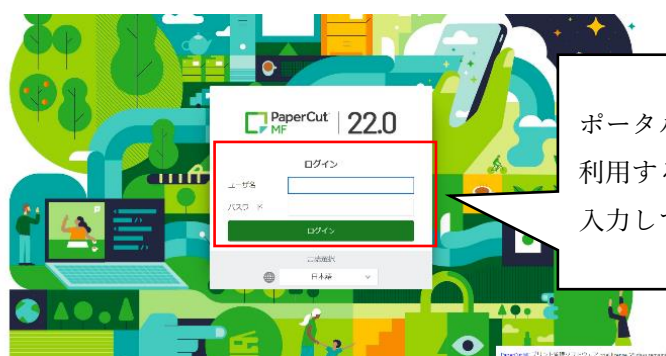 PaperCut MF 22.0
ログイン
ユーザ名
パスワード
ログイン
言語選択
日本語
ポータル
利用する
入力して
PaperCut MF